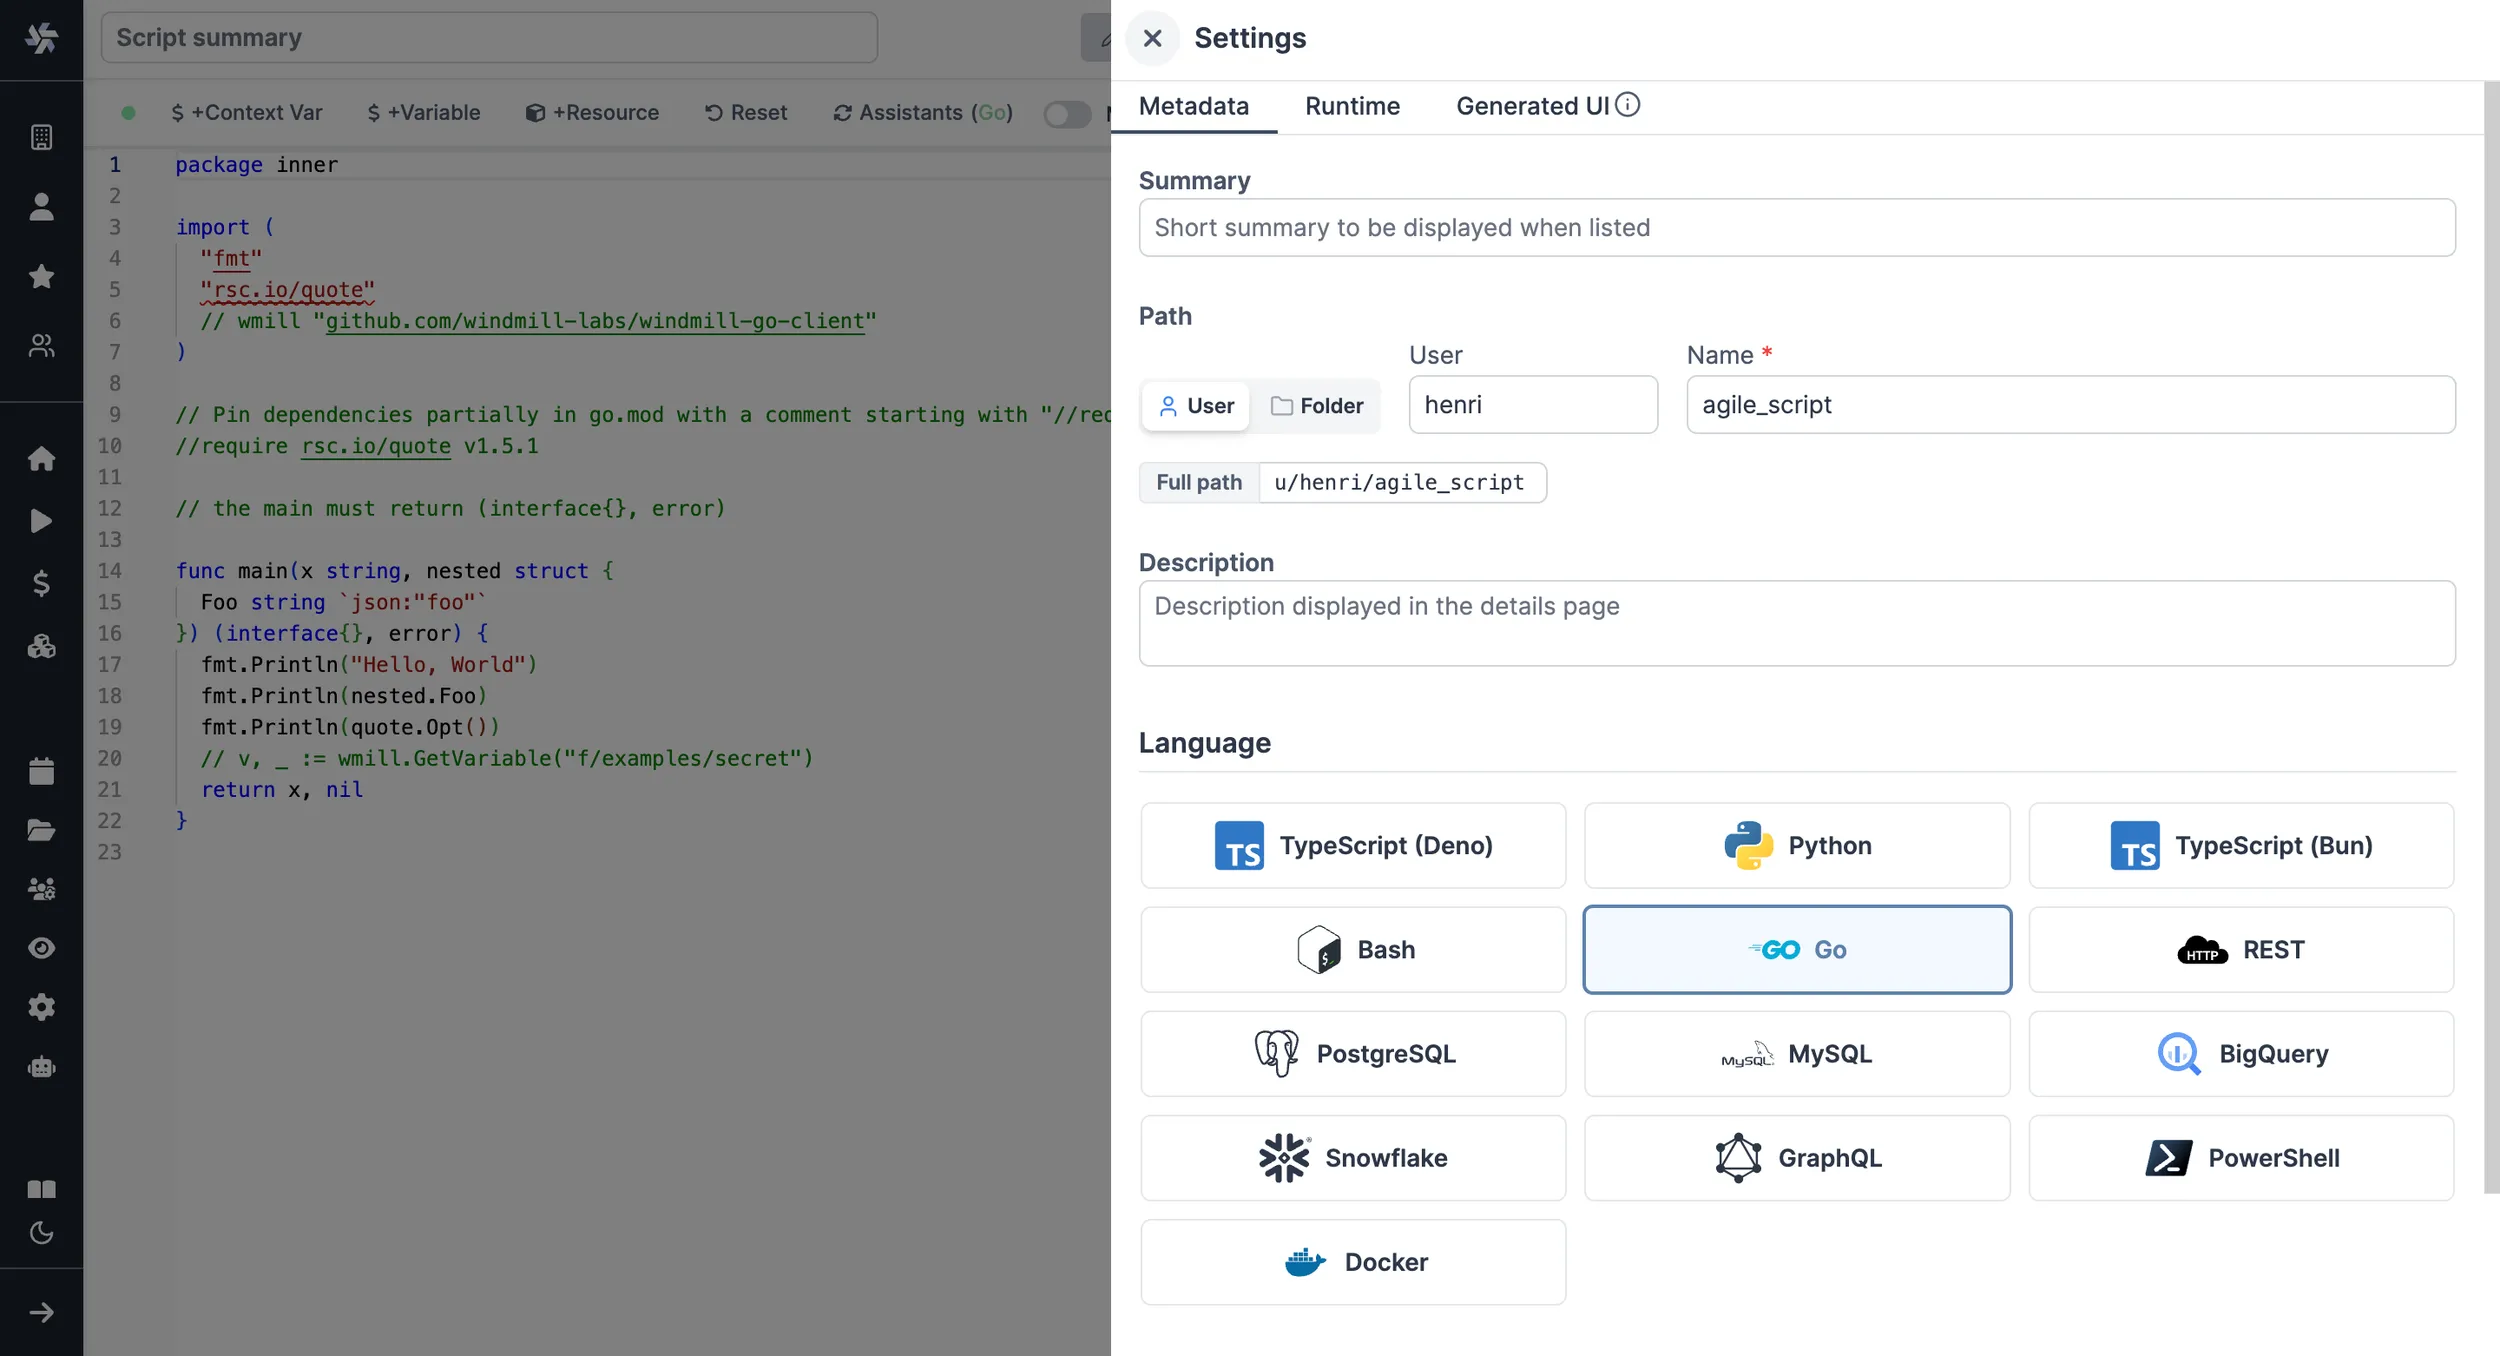 Script summary
$ +Context Var
$ +Variable
+Resource
Reset
Assistants (Go)
1 package inner
2
3 import (
4 "fmt"
5 "rsc.io/quote"
6 // wmill "github.com/windmill-labs/windmill-go-client"
7 )
8
9 // Pin dependencies partially in go.mod with a comment starting with "//req
10 //require rsc.io/quote v1.5.1
11
12 // the main must return (interface{}, error)
13
14 func main(x string, nested struct {
15 Foo string `json:"foo"`
16 }) (interface{}, error) {
17 fmt.Println("Hello, World")
18 fmt.Println(nested.Foo)
19 fmt.Println(quote.Opt())
20 // v, _ := wmill.GetVariable("f/examples/secret")
21 return x, nil
22 }
23
Settings
Metadata
Runtime
Generated UI
Summary
Short summary to be displayed when listed
Path
User
Folder
User
henri
Name *
agile_script
Full path
u/henri/agile_script
Description
Description displayed in the details page
Language
TS TypeScript (Deno)
Python
TS TypeScript (Bun)
Bash
GO Go
HTTP REST
PostgreSQL
MySQL MySQL
BigQuery
Snowflake
GraphQL
PowerShell
Docker